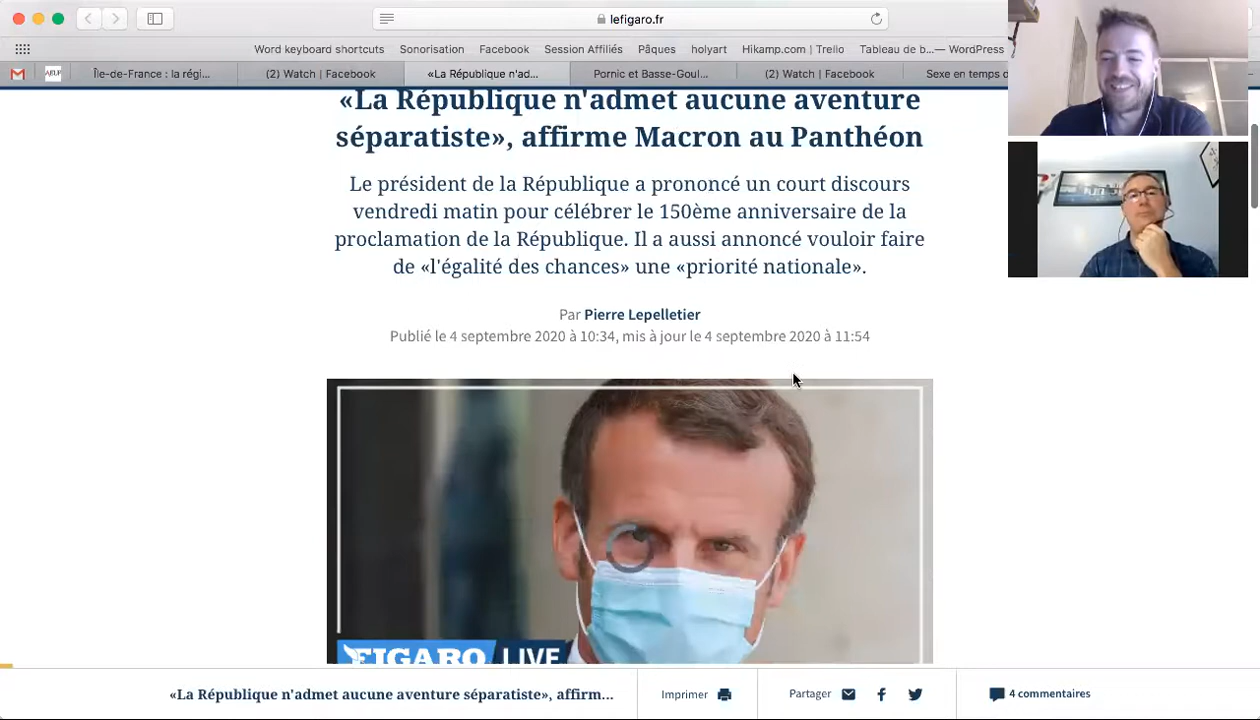 lefigaro.fr
Word keyboard shortcuts Sonorisation Facebook Session Affiliés Pâques holyart Hikamp.com | Trello Tableau de b... — WordPress
Île-de-France : la régi... (2) Watch | Facebook «La République n'ad... Pornic et Basse-Goul... (2) Watch | Facebook Sexe en temps d
«La République n'admet aucune aventure
séparatiste», affirme Macron au Panthéon
Le président de la République a prononcé un court discours
vendredi matin pour célébrer le 150ème anniversaire de la
proclamation de la République. Il a aussi annoncé vouloir faire
de «l'égalité des chances» une «priorité nationale».
Par Pierre Lepelletier
Publié le 4 septembre 2020 à 10:34, mis à jour le 4 septembre 2020 à 11:54
FIGARO LIVE
«La République n'admet aucune aventure séparatiste», affirm... Imprimer Partager 4 commentaires